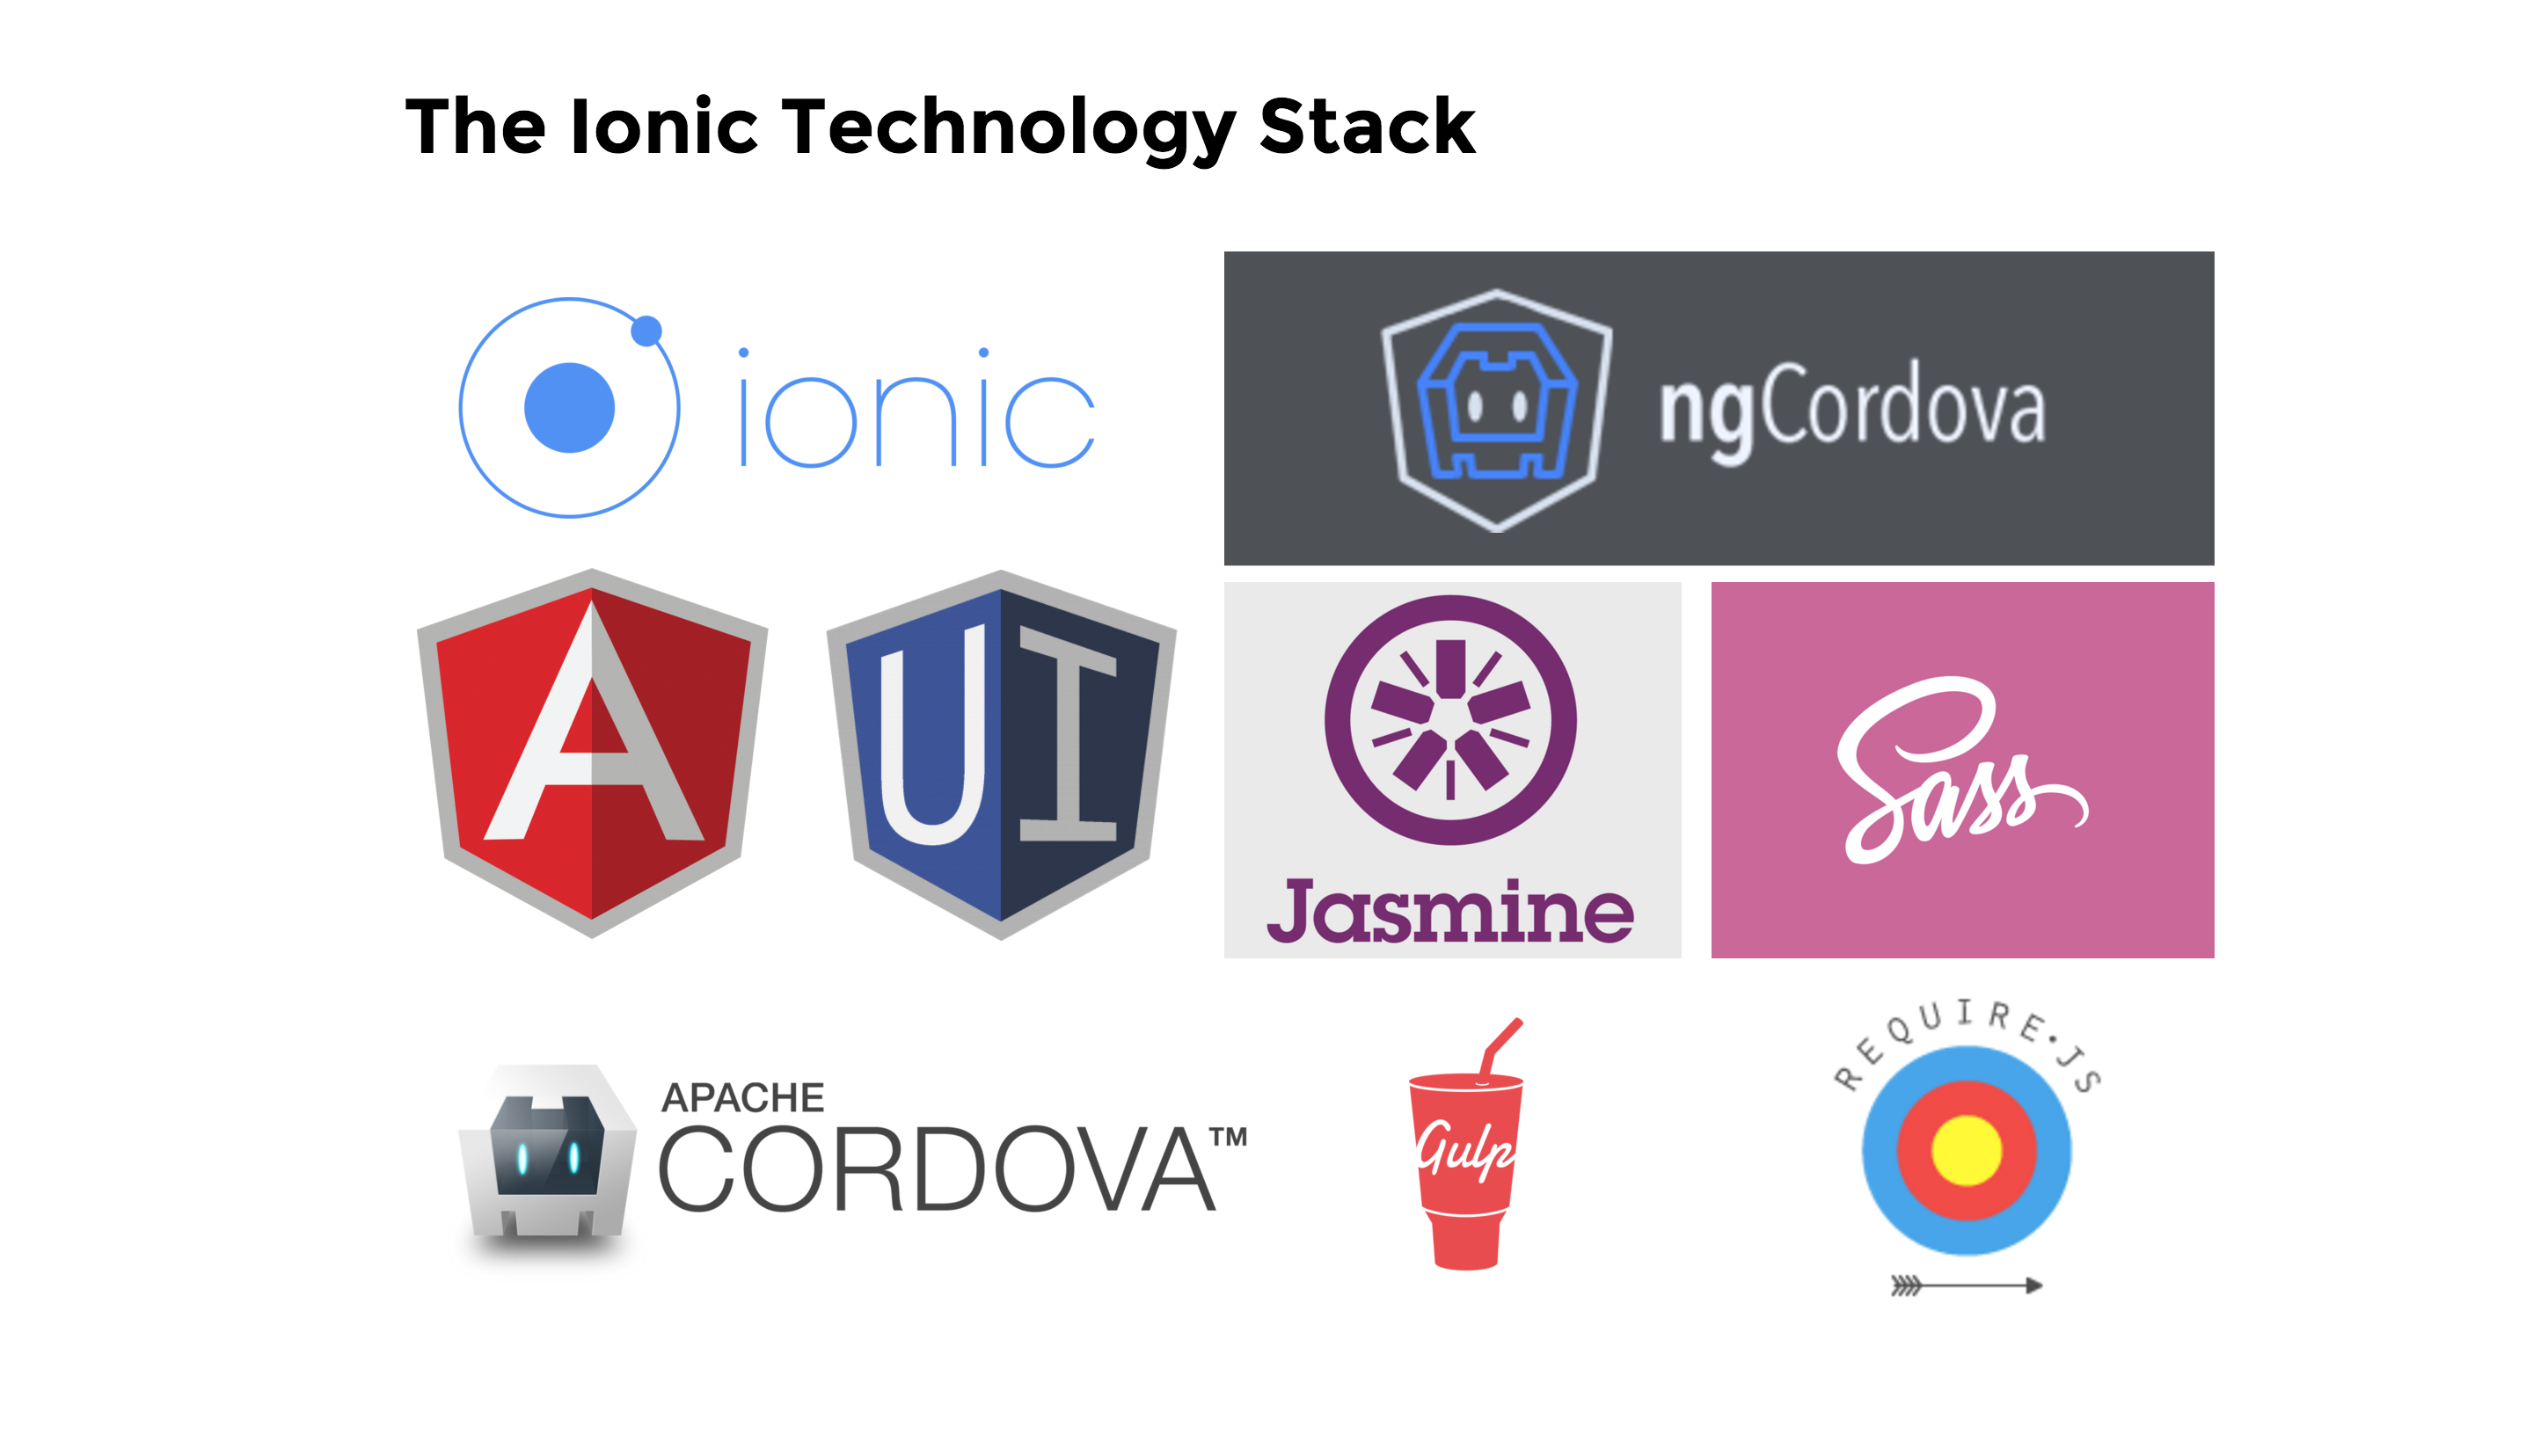 The Ionic Technology Stack
ionic
ngCordova
A
UI
Jasmine
Sass
APACHE
CORDOVA™
Gulp
REQUIRE•JS